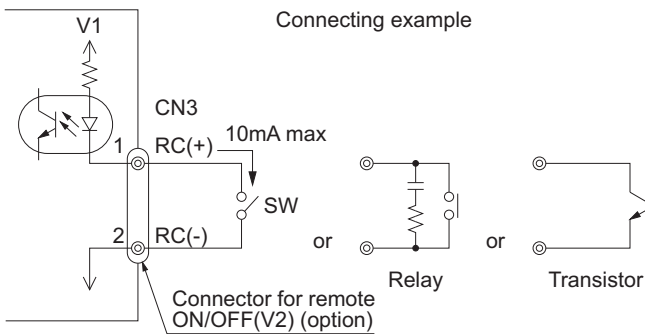 Connecting example
V1
CN3
10mA max
1
RC(+)
SW
2
RC(-)
or
or
Relay
Transistor
Connector for remote
ON/OFF(V2) (option)